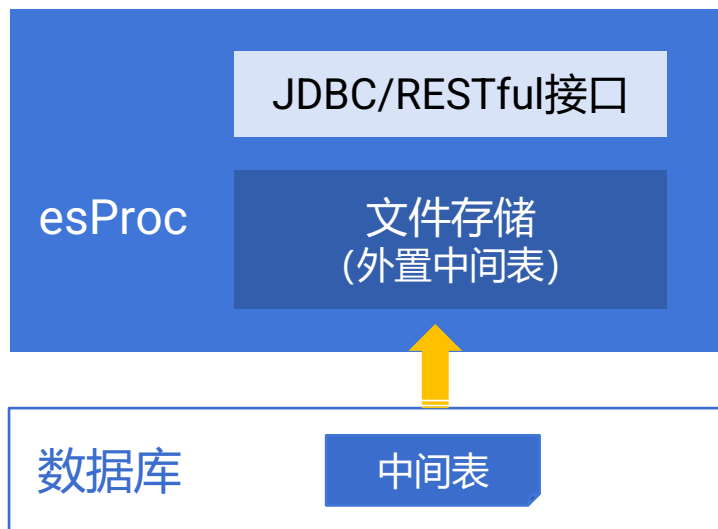 JDBC/RESTful接口
esProc
文件存储
（外置中间表）
数据库
中间表